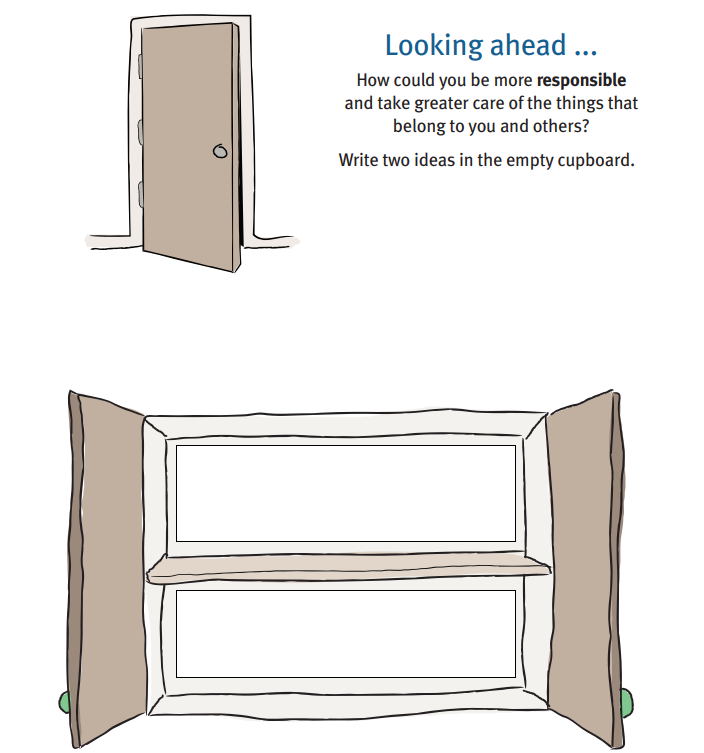 Looking ahead ...
How could you be more responsible
and take greater care of the things that
belong to you and others?
Write two ideas in the empty cupboard.